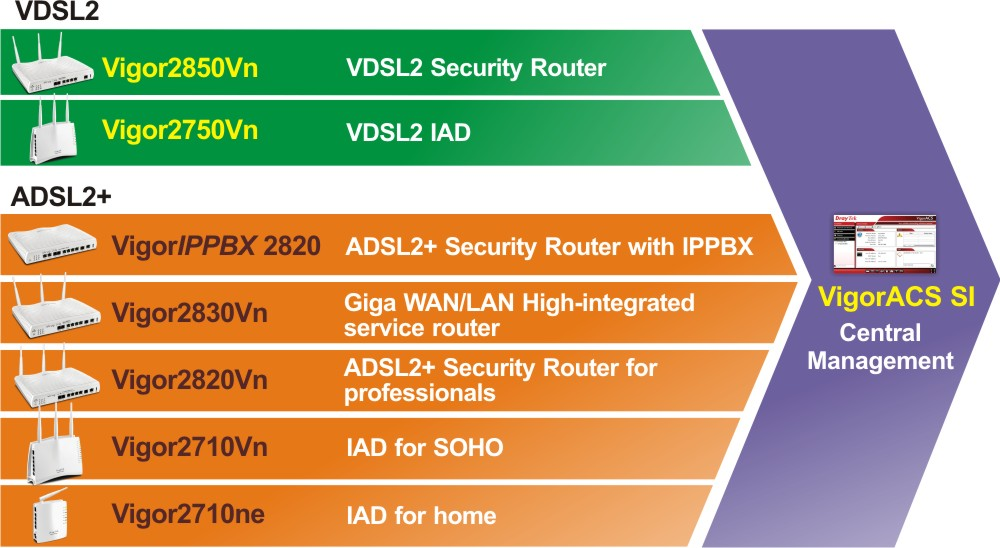 VDSL2
Vigor2850Vn VDSL2 Security Router
Vigor2750Vn VDSL2 IAD
ADSL2+
VigorIPPBX 2820 ADSL2+ Security Router with IPPBX
Vigor2830Vn Giga WAN/LAN High-integrated
service router
Vigor2820Vn ADSL2+ Security Router for
professionals
Vigor2710Vn IAD for SOHO
Vigor2710ne IAD for home
DrayTek VigorACS
VigorACS SI
Central
Management